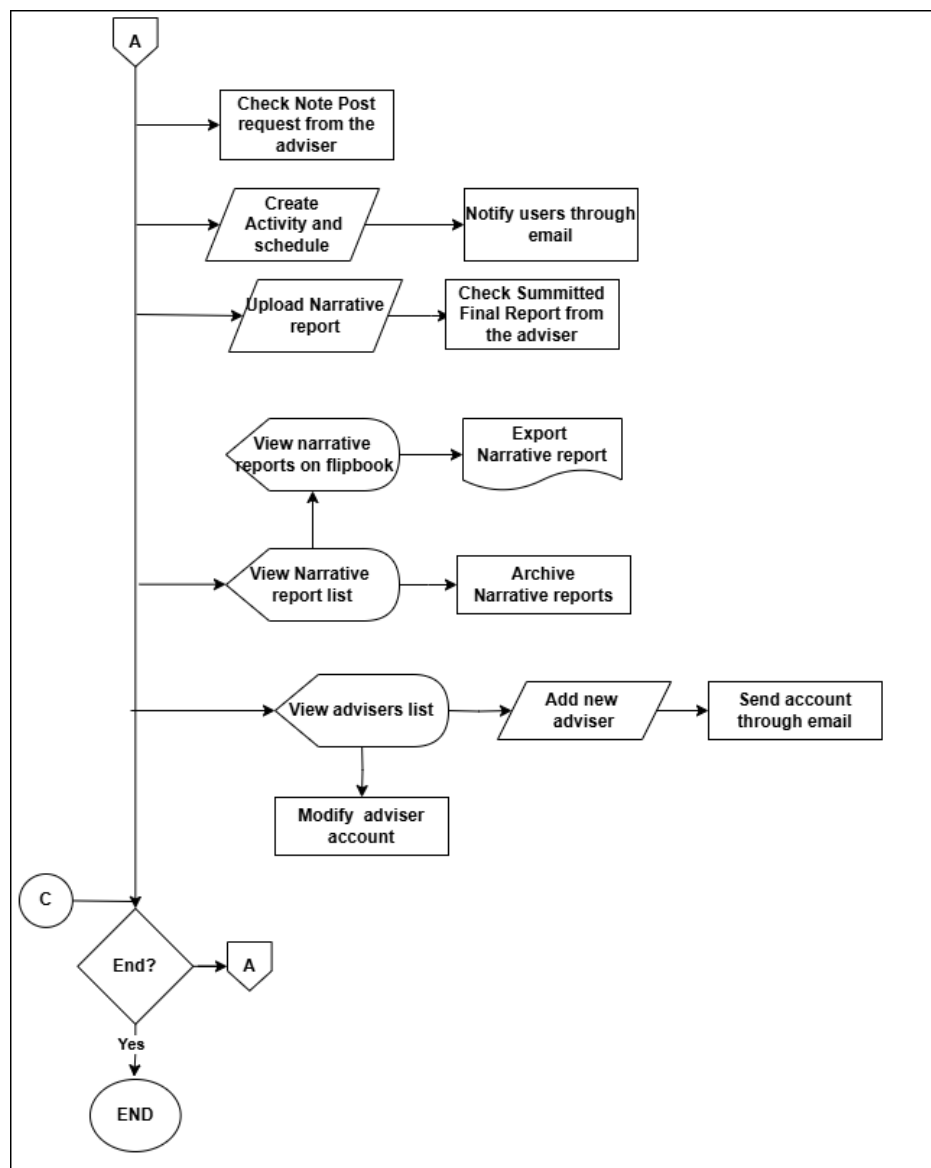 A
Check Note Post
request from the
adviser
Create
Activity and
schedule
Notify users through
email
Upload Narrative
report
Check Summitted
Final Report from
the adviser
View narrative
reports on flipbook
Export
Narrative report
View Narrative
report list
Archive
Narrative reports
View advisers list
Add new
adviser
Send account
through email
Modify adviser
account
C
End?
A
Yes
END